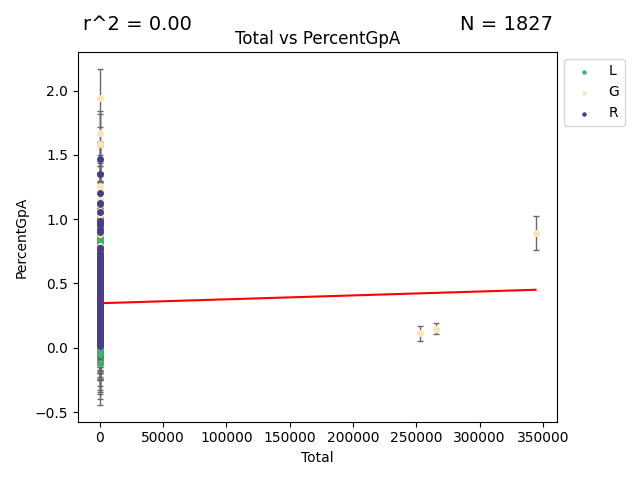 r^2 = 0.00
N = 1827
Total vs PercentGpA
L
G
R
PercentGpA
2.0
1.5
1.0
0.5
0.0
−0.5
0
50000
100000
150000
200000
250000
300000
350000
Total